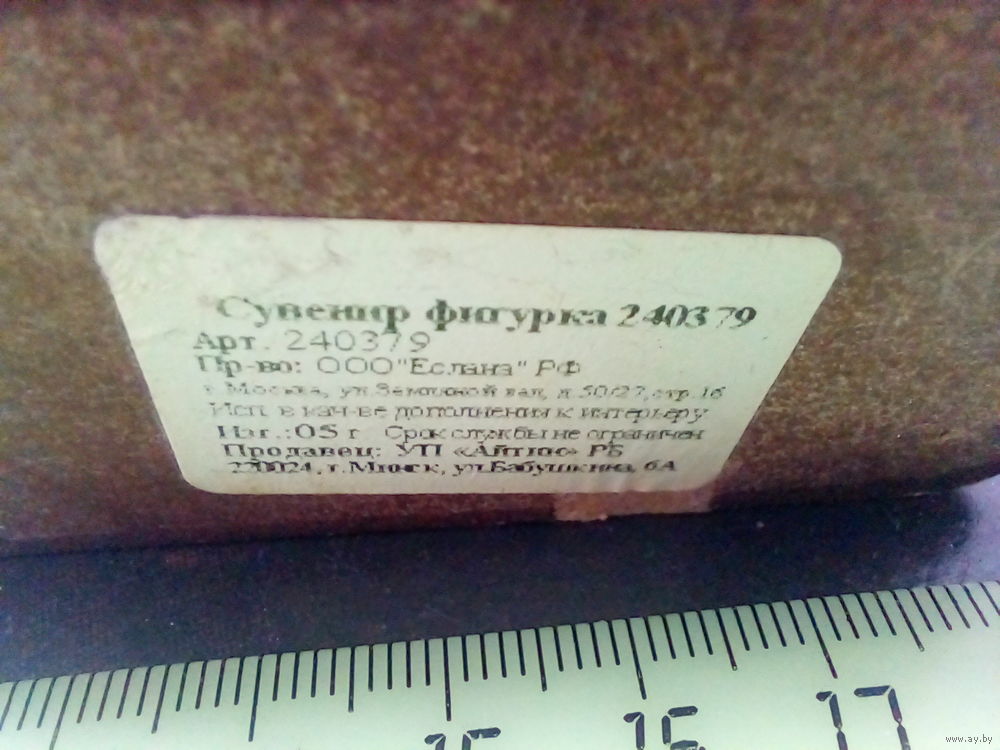 Сувенир фигурка 240379
Арт. 240379
Пр-во: ООО"Еслана" РФ
г.Москва, ул.Земляной вал, д.50/27,стр.16
Исп. в кач-ве дополнения к интерьеру
Изг.:05 г. Срок службы не ограничен
Продавец: УП «Айтюс» РБ
220024, г.Минск, ул.Бабушкина, 6А
15 16 17
www.ay.by